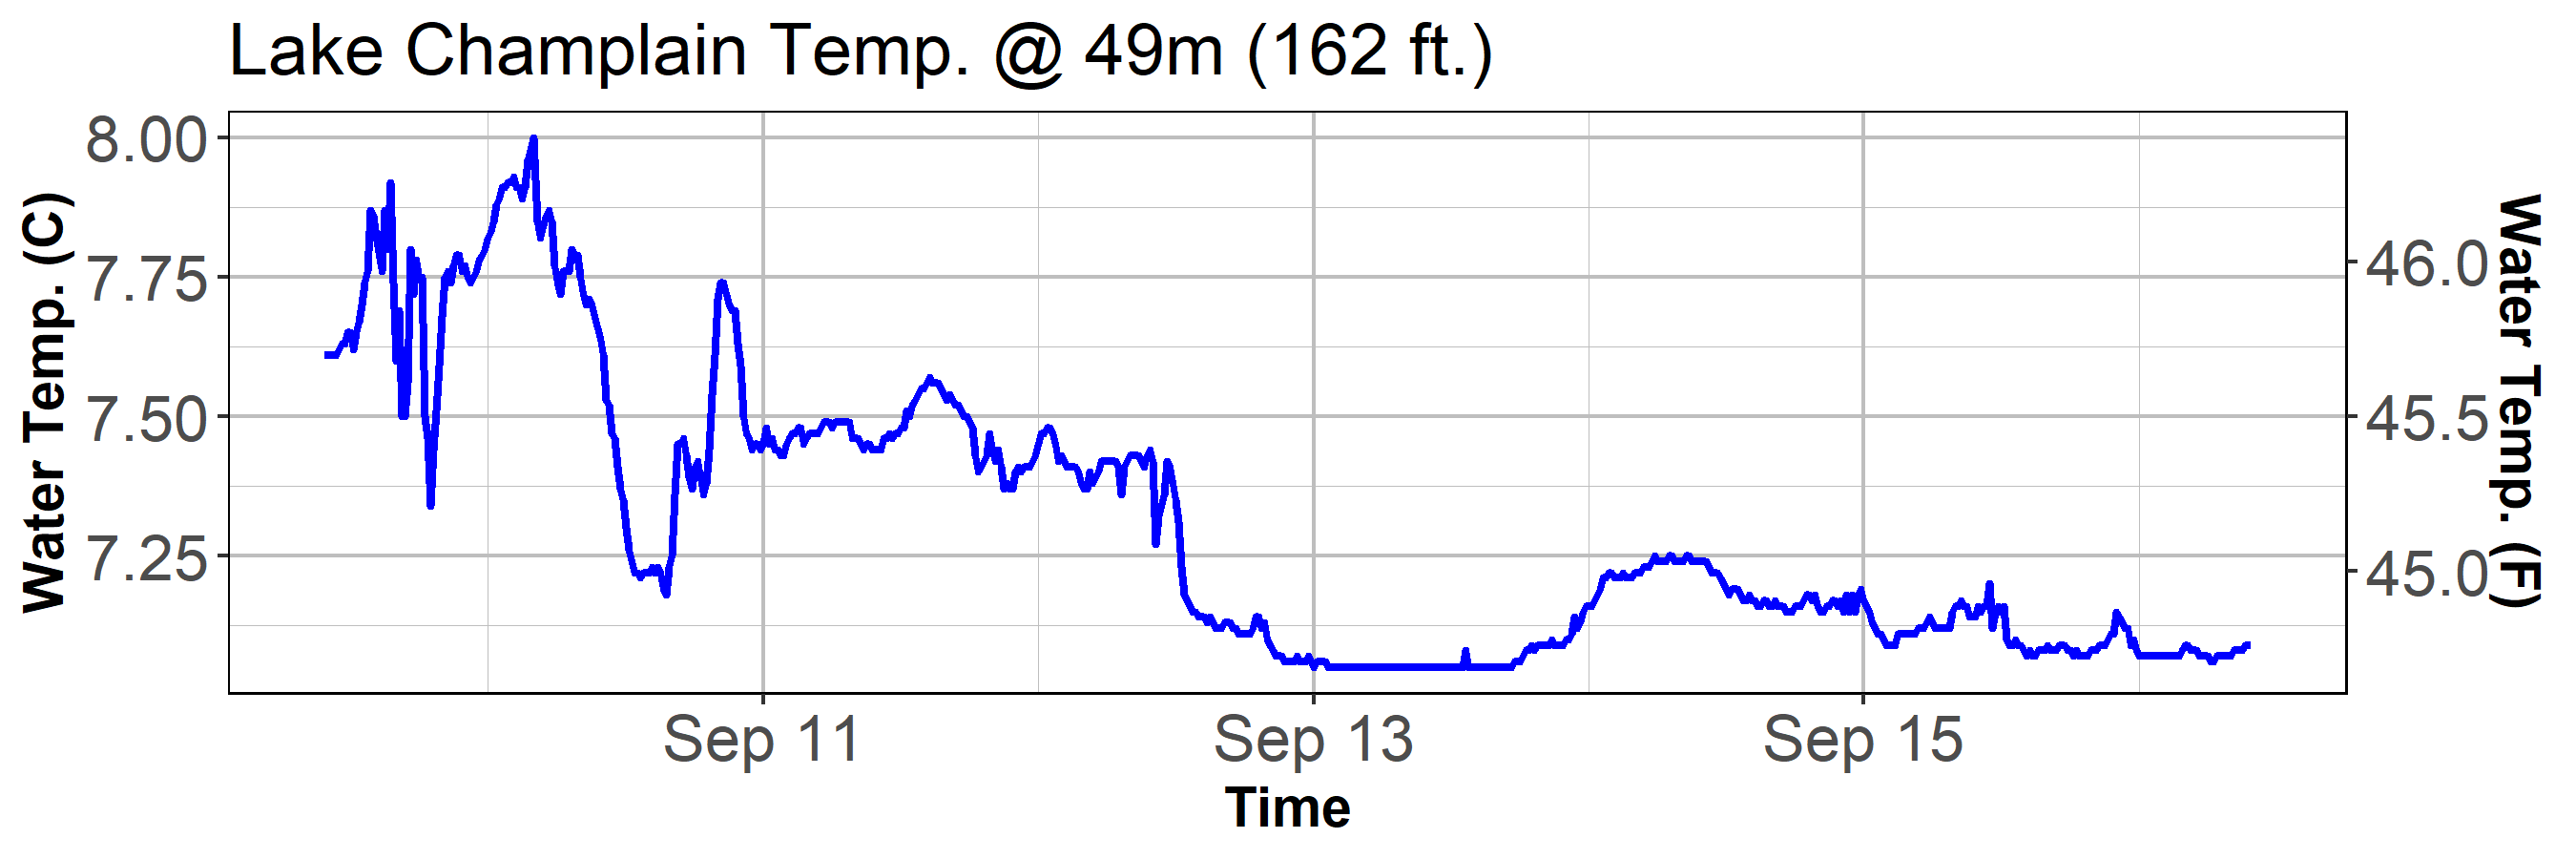 Lake Champlain Temp. @ 49m (162 ft.)
Water Temp. (C)
8.00
7.75
7.50
7.25
46.0
45.5
45.0
Water Temp. (F)
Sep 11
Sep 13
Sep 15
Time